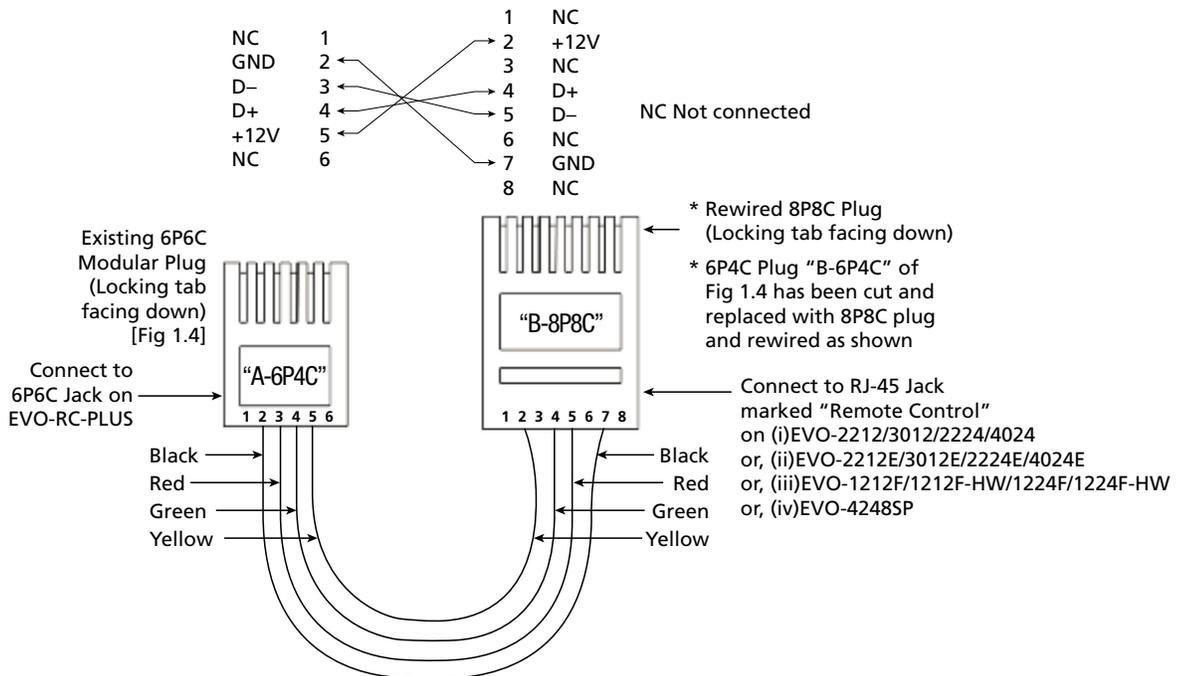 NC 1
GND 2
D– 3
D+ 4
+12V 5
NC 6
1 NC
2 +12V
3 NC
4 D+
5 D–
6 NC
7 GND
8 NC
NC Not connected
Existing 6P6C
Modular Plug
(Locking tab
facing down)
[Fig 1.4]
Connect to
6P6C Jack on
EVO-RC-PLUS
“A-6P4C”
1 2 3 4 5 6
Black
Red
Green
Yellow
“B-8P8C”
1 2 3 4 5 6 7 8
Black
Red
Green
Yellow
* Rewired 8P8C Plug
(Locking tab facing down)
* 6P4C Plug “B-6P4C” of
Fig 1.4 has been cut and
replaced with 8P8C plug
and rewired as shown
Connect to RJ-45 Jack
marked “Remote Control”
on (i)EVO-2212/3012/2224/4024
or, (ii)EVO-2212E/3012E/2224E/4024E
or, (iii)EVO-1212F/1212F-HW/1224F/1224F-HW
or, (iv)EVO-4248SP